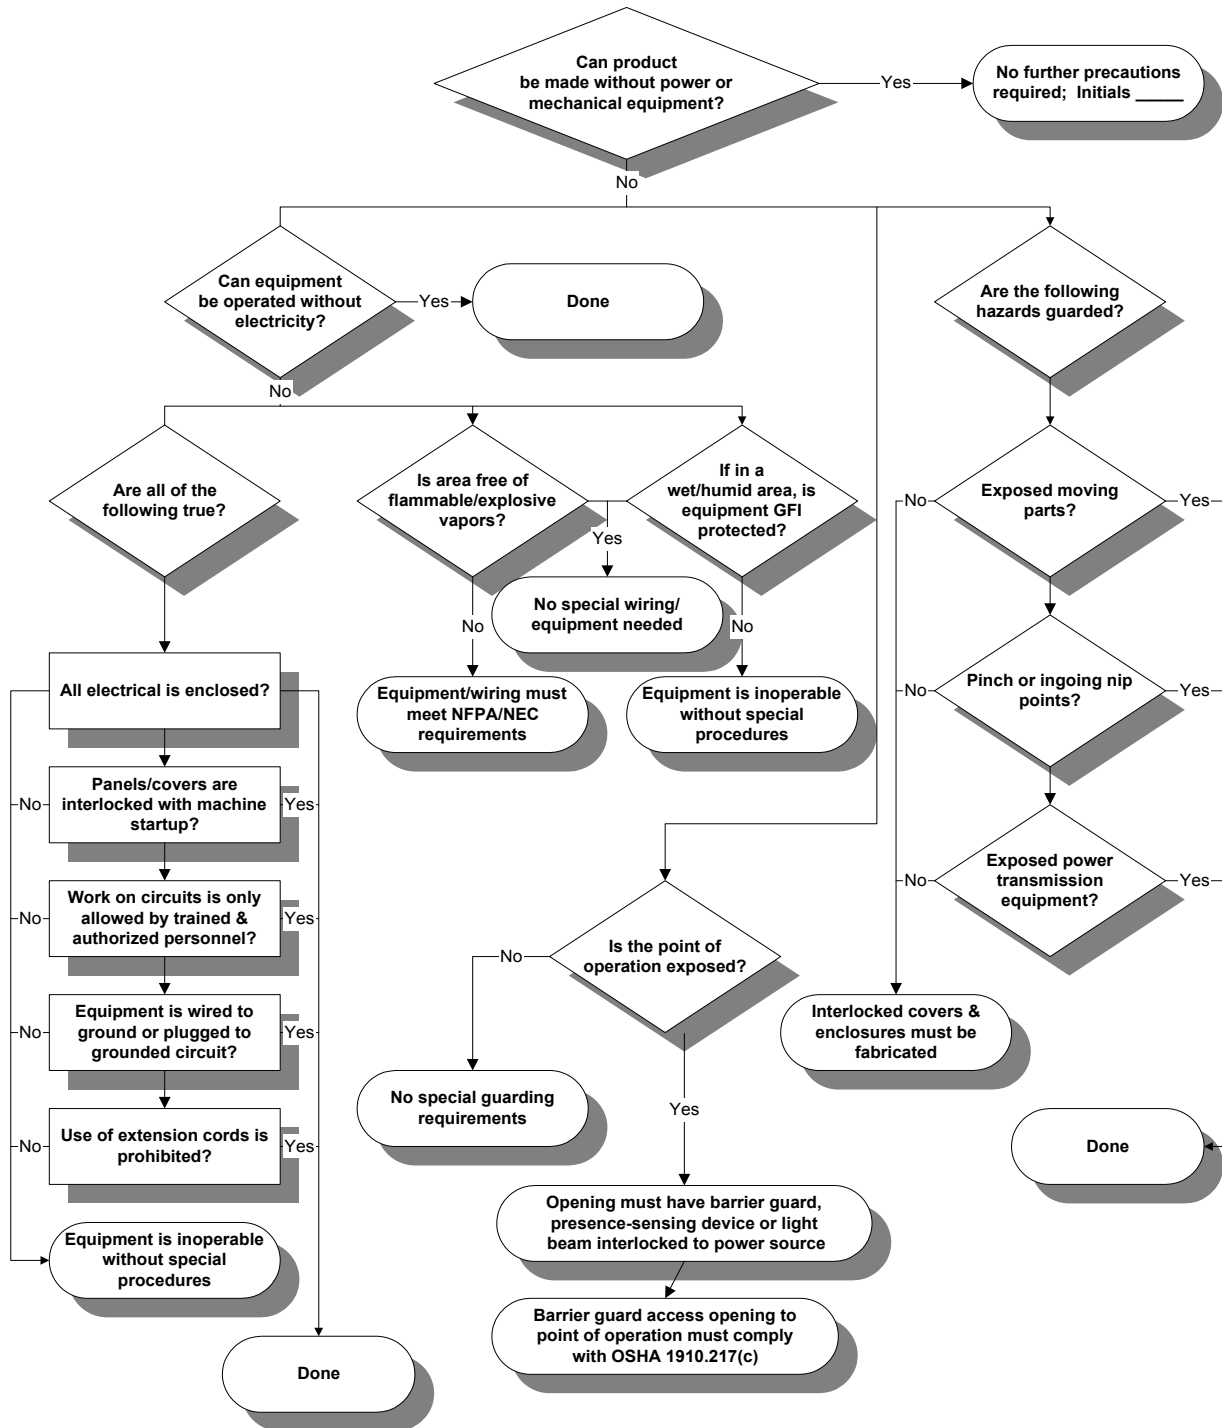 Can product
be made without power or
mechanical equipment?
Yes
No further precautions
required;  Initials _____
No
Can equipment
be operated without
electricity?
Yes
Done
Are the following
hazards guarded?
No
Are all of the
following true?
Is area free of
flammable/explosive
vapors?
If in a
wet/humid area, is
equipment GFI
protected?
No
Exposed moving
parts?
Yes
Yes
No special wiring/
equipment needed
No
No
All electrical is enclosed?
Equipment/wiring must
meet NFPA/NEC
requirements
Equipment is inoperable
without special
procedures
No
Pinch or ingoing nip
points?
Yes
No
Panels/covers are
interlocked with machine
startup?
Yes
No
Exposed power
transmission
equipment?
Yes
No
Work on circuits is only
allowed by trained &
authorized personnel?
Yes
No
Is the point of
operation exposed?
No
Equipment is wired to
ground or plugged to
grounded circuit?
Yes
Interlocked covers &
enclosures must be
fabricated
No special guarding
requirements
Yes
No
Use of extension cords is
prohibited?
Yes
Done
Opening must have barrier guard,
presence-sensing device or light
beam interlocked to power source
Equipment is inoperable
without special
procedures
Barrier guard access opening to
point of operation must comply
with OSHA 1910.217(c)
Done